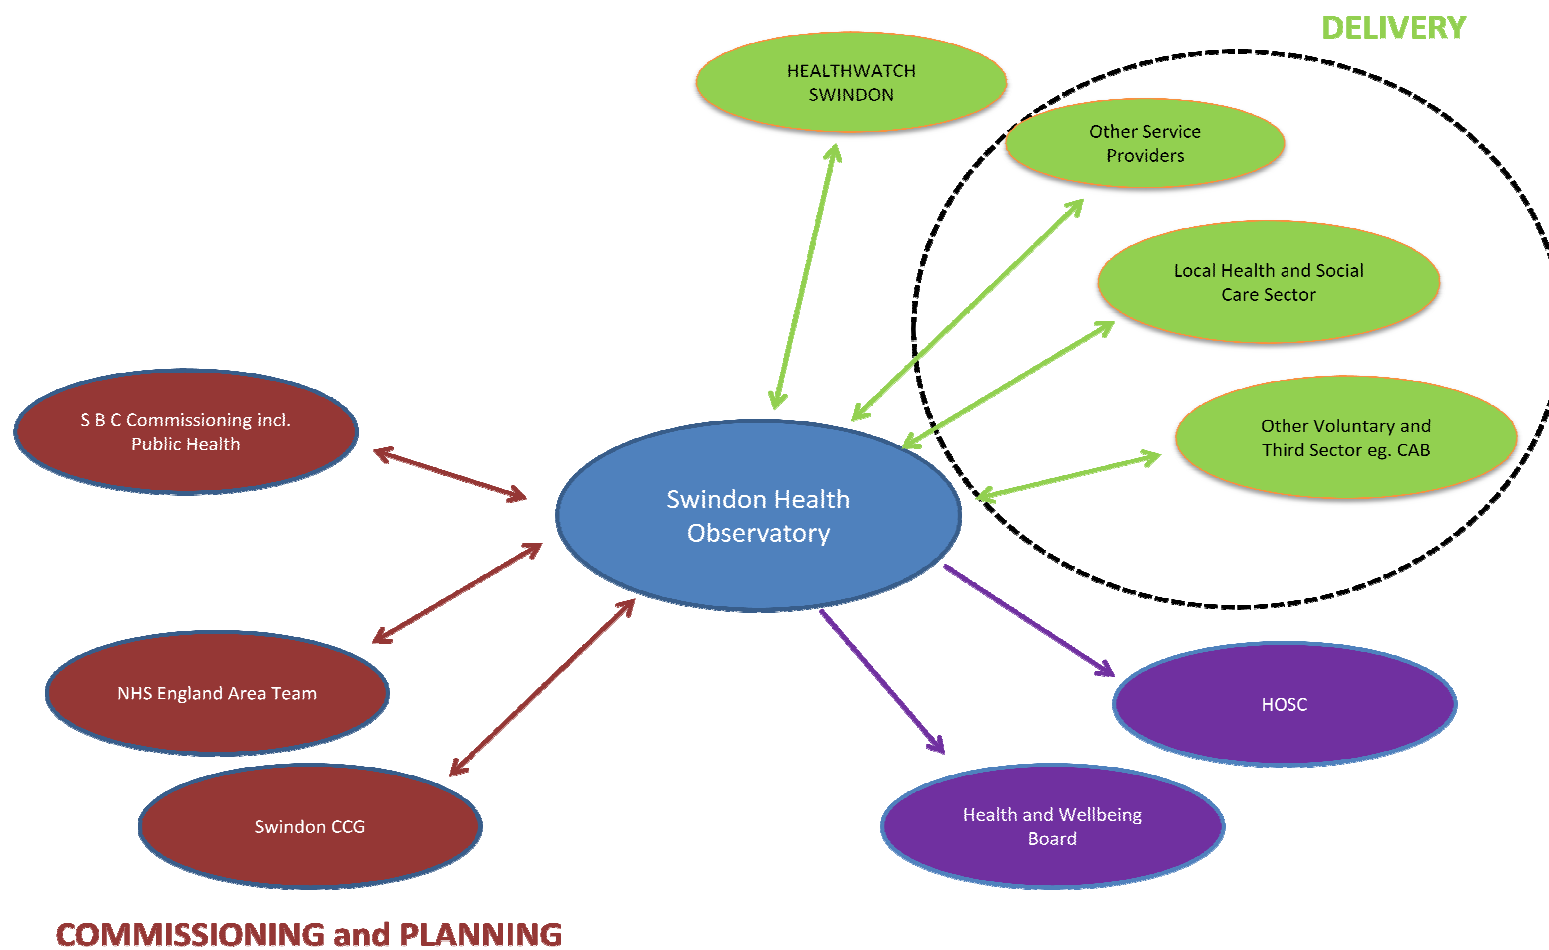 DELIVERY
HEALTHWATCH
SWINDON
Other Service
Providers
Local Health and Social
Care Sector
S B C Commissioning incl.
Public Health
Other Voluntary and
Third Sector eg. CAB
Swindon Health
Observatory
NHS England Area Team
HOSC
Swindon CCG
Health and Wellbeing
Board
COMMISSIONING and PLANNING